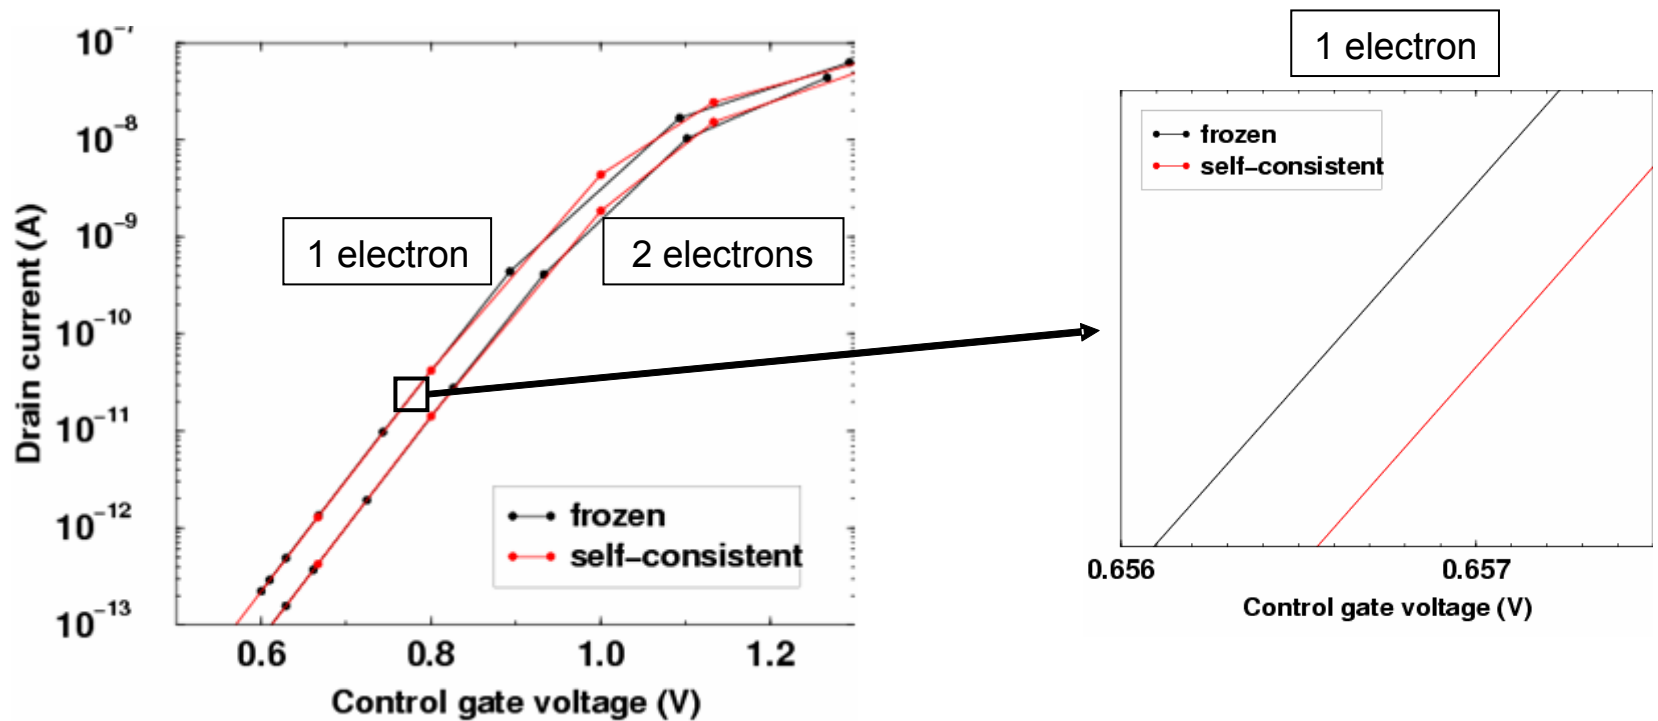 10−7
10−8
10−9
10−10
10−11
10−12
10−13
Drain current (A)
1 electron
2 electrons
frozen
self−consistent
0.6 0.8 1.0 1.2
Control gate voltage (V)
1 electron
frozen
self−consistent
0.656 0.657
Control gate voltage (V)